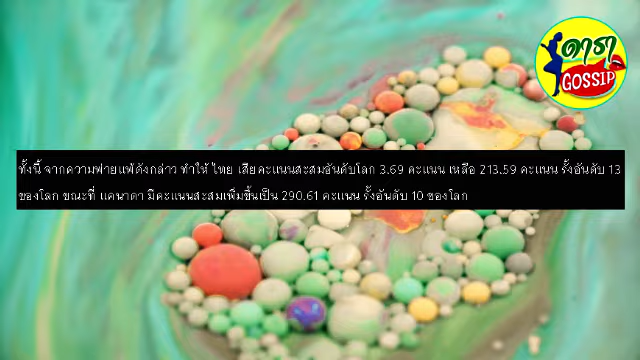 ดารา
GOSSIP
ทั้งนี้ จากความพ่ายแพ้ดังกล่าว ทำให้ ไทย เสียคะแนนสะสมอันดับโลก 3.69 คะแนน เหลือ 213.59 คะแนน รั้งอันดับ 13
ของโลก ขณะที่ แคนาดา มีคะแนนสะสมเพิ่มขึ้นเป็น 290.61 คะแนน รั้งอันดับ 10 ของโลก